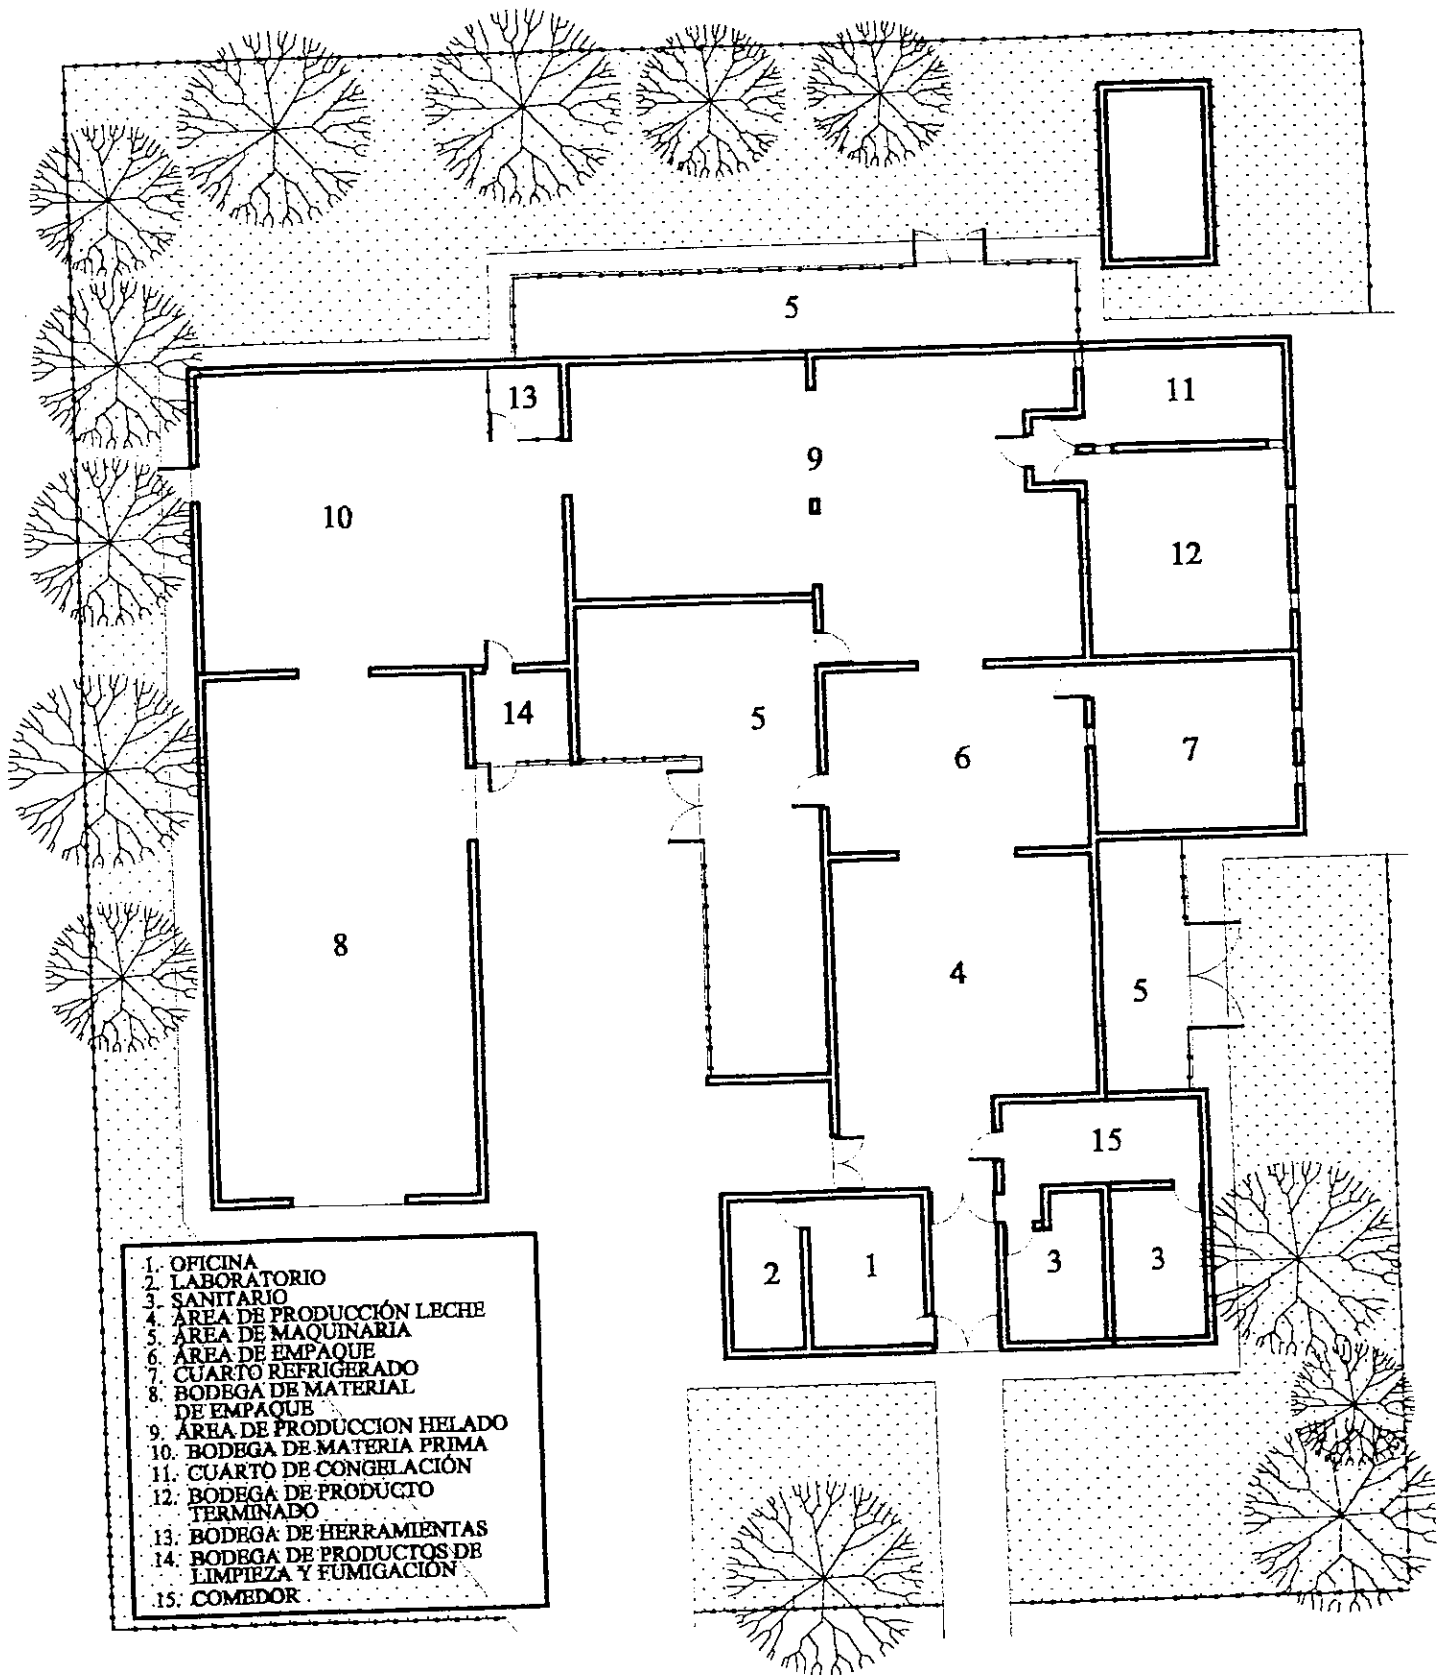 5
13
11
9
10
12
14
5
6
7
8
4
5
15
2
1
3
3
1. OFICINA
2. LABORATORIO
3. SANITARIO
4. ÁREA DE PRODUCCIÓN LECHE
5. ÁREA DE MAQUINARIA
6. ÁREA DE EMPAQUE
7. CUARTO REFRIGERADO
8. BODEGA DE MATERIAL
DE EMPAQUE
9. ÁREA DE PRODUCCION HELADO
10. BODEGA DE MATERIA PRIMA
11. CUARTO DE CONGELACIÓN
12. BODEGA DE PRODUCTO
TERMINADO
13. BODEGA DE HERRAMIENTAS
14. BODEGA DE PRODUCTOS DE
LIMPIEZA Y FUMIGACIÓN
15. COMEDOR